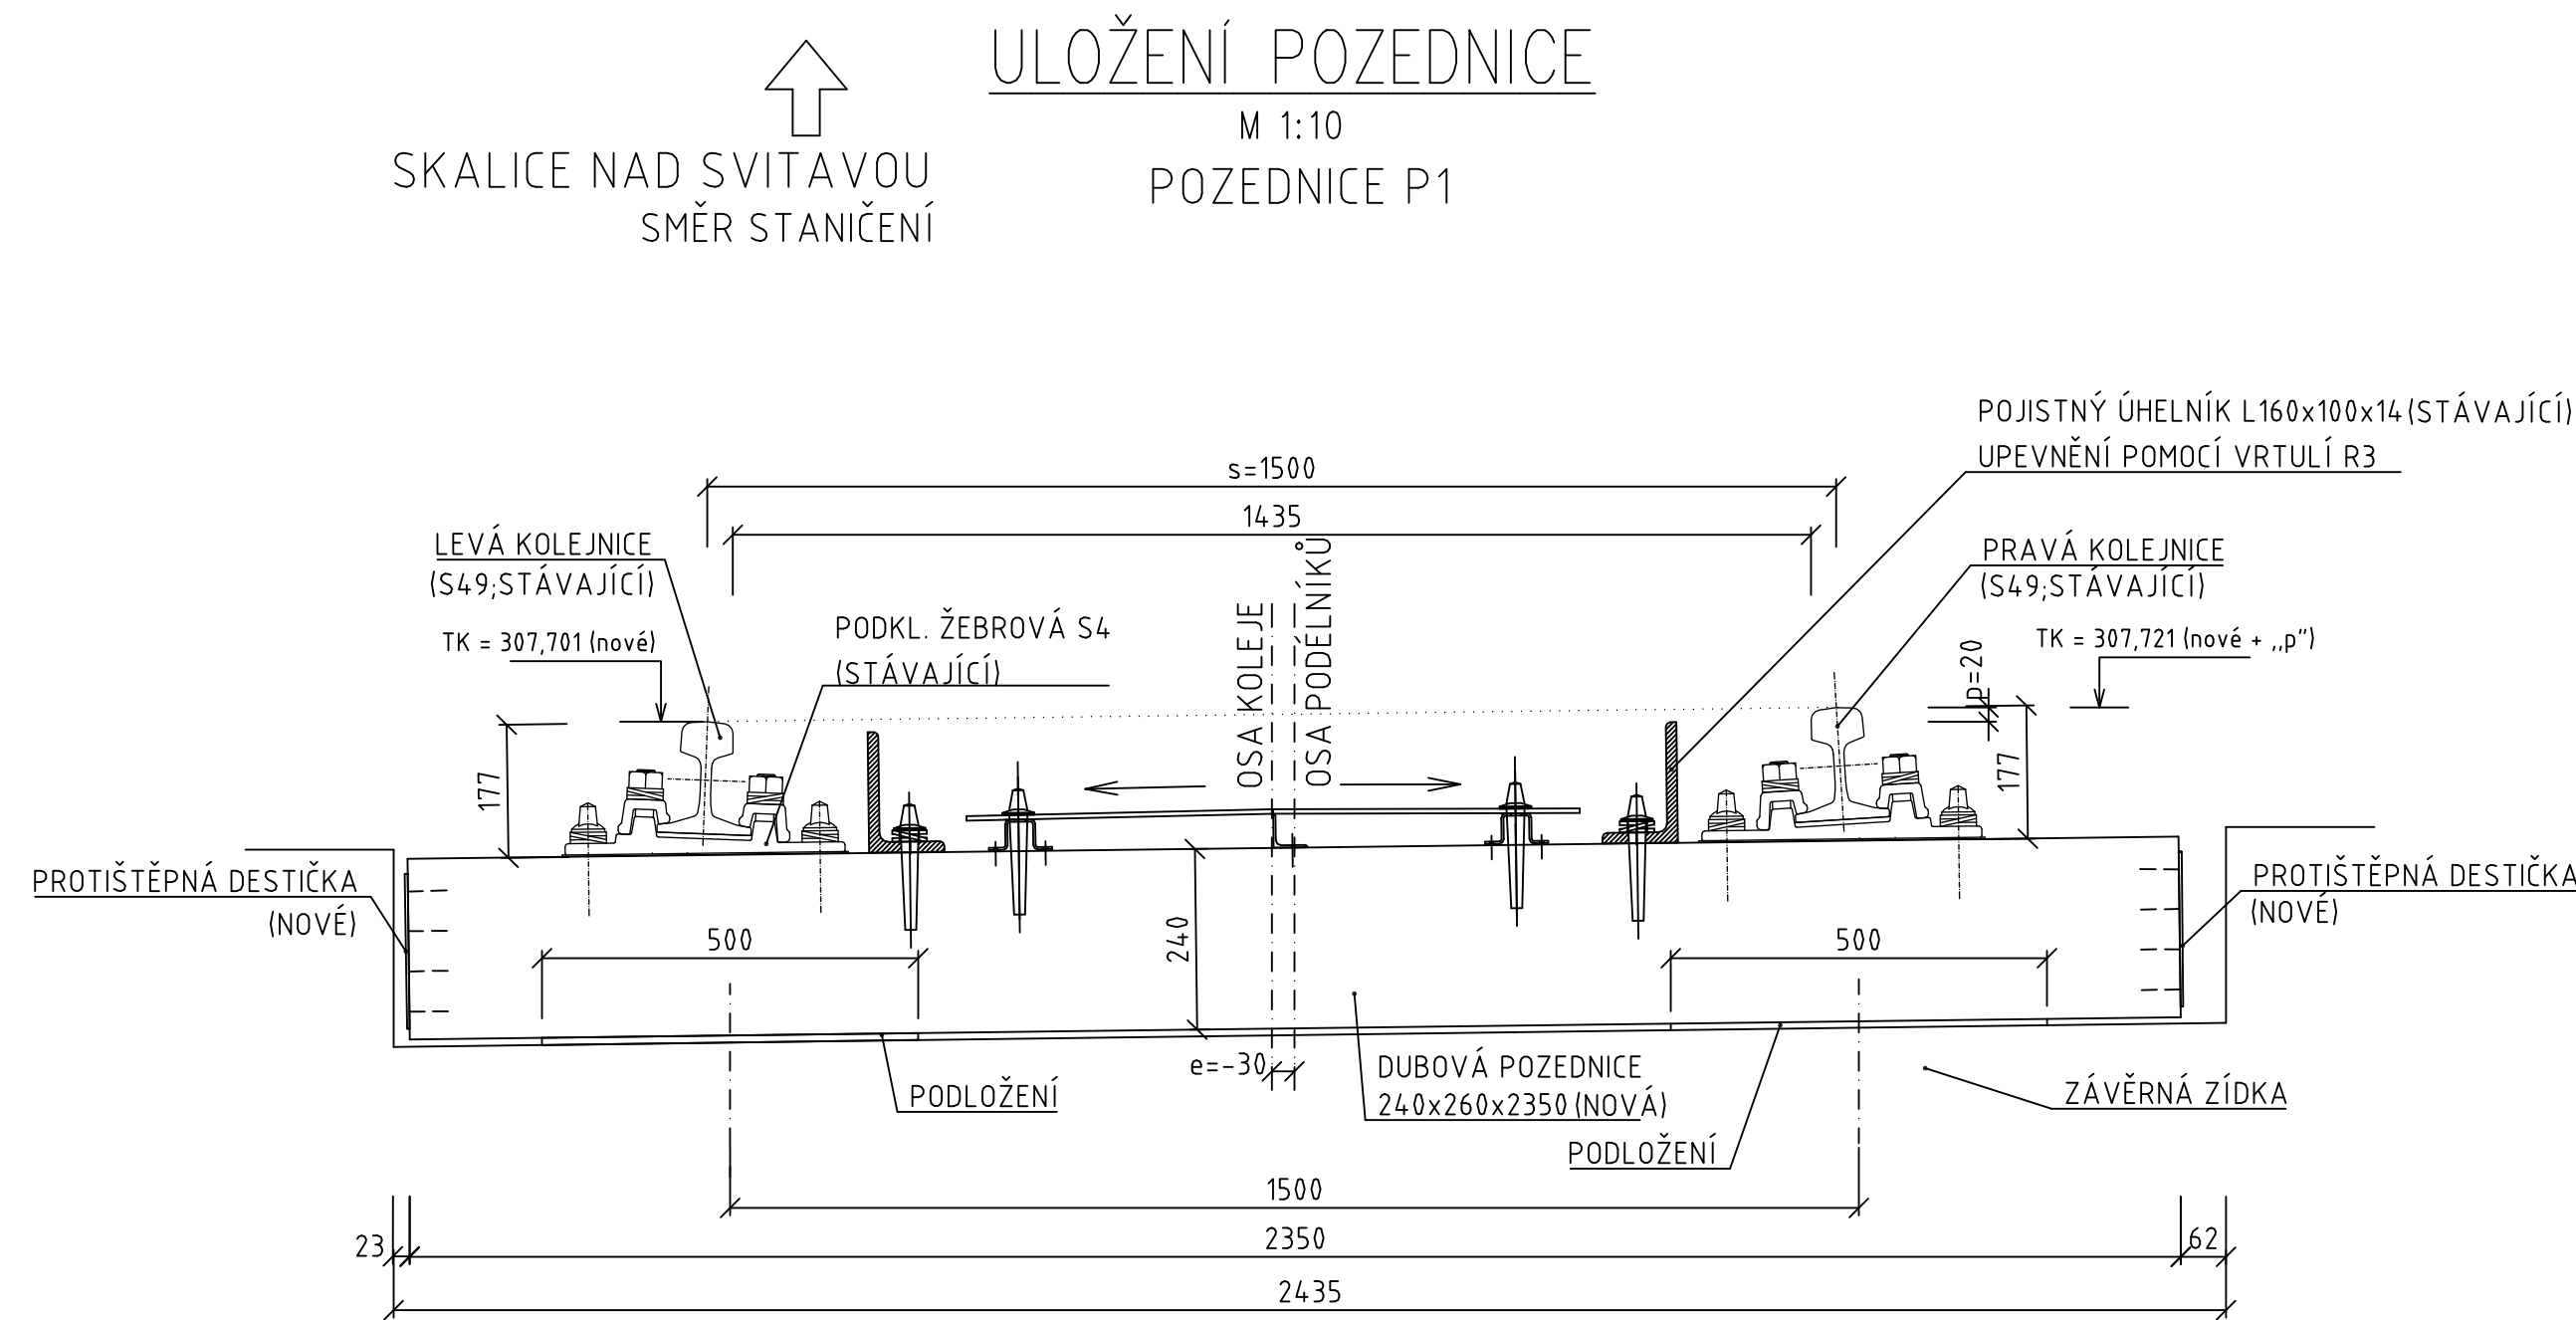 ULOŽENÍ POZEDNICE
M 1:10
POZEDNICE P1
SKALICE NAD SVITAVOU
SMĚR STANIČENÍ
POJISTNÝ ÚHELNÍK L160x100x14 (STÁVAJÍCÍ)
UPEVNĚNÍ POMOCÍ VRTULÍ R3
s=1500
1435
LEVÁ KOLEJNICE
(S49;STÁVAJÍCÍ)
PRAVÁ KOLEJNICE
(S49;STÁVAJÍCÍ)
TK = 307,701 (nové)
PODKL. ŽEBROVÁ S4
(STÁVAJÍCÍ)
OSA KOLEJE
OSA PODÉLNÍKŮ
p=20
TK = 307,721 (nové + „p“)
177
177
PROTIŠTĚPNÁ DESTIČKA
(NOVÉ)
PROTIŠTĚPNÁ DESTIČKA
(NOVÉ)
500
240
500
e=-30
DUBOVÁ POZEDNICE
240x260x2350 (NOVÁ)
PODLOŽENÍ
PODLOŽENÍ
ZÁVĚRNÁ ZÍDKA
1500
23
2350
62
2435